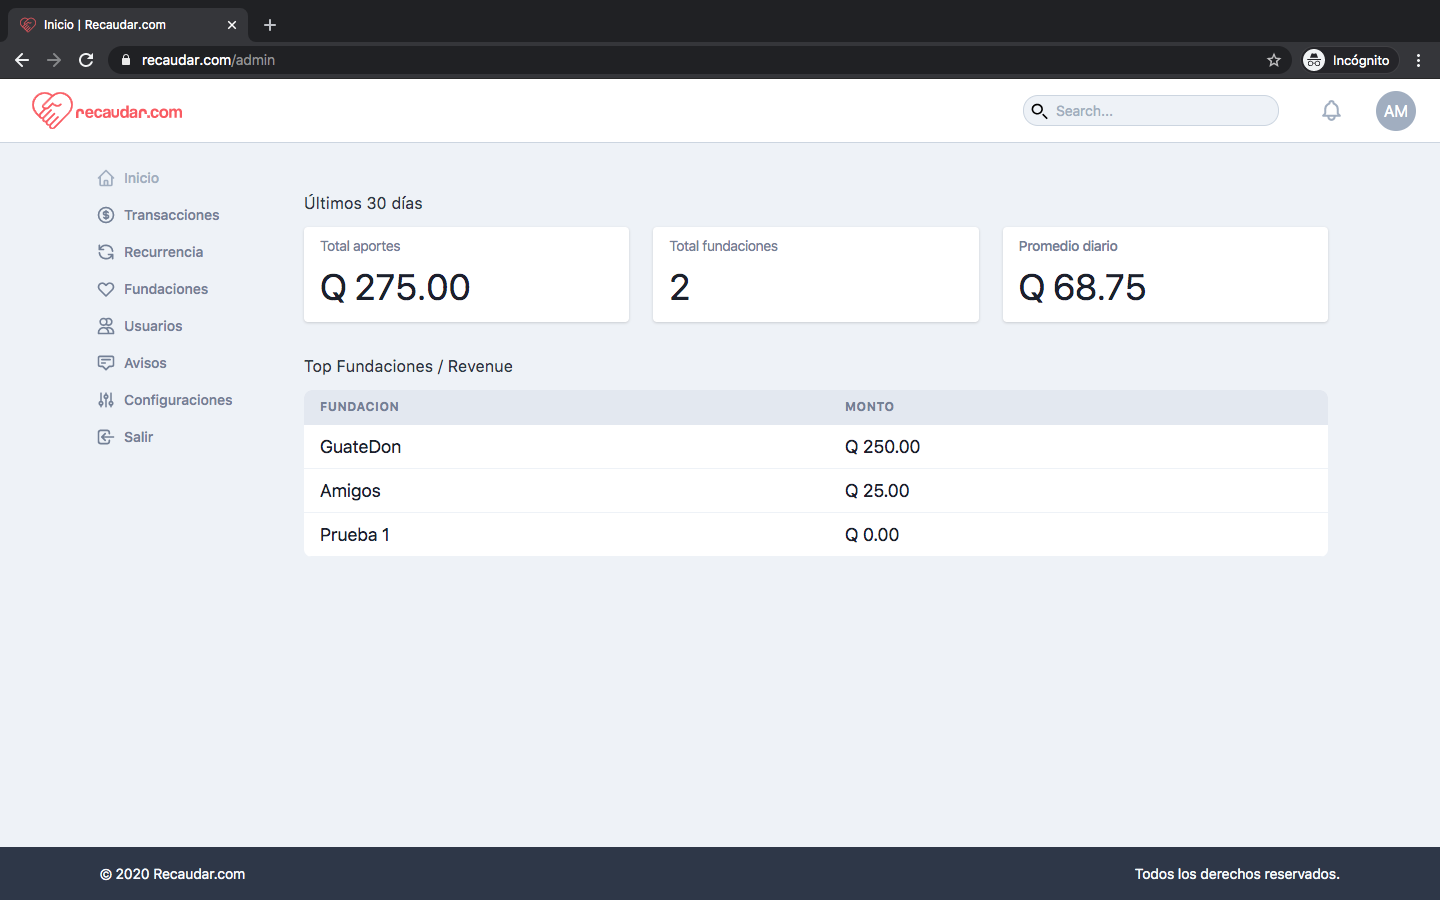 Inicio | Recaudar.com
recaudar.com/admin
Incógnito
recaudar.com
Search...
AM
Inicio
Transacciones
Recurrencia
Fundaciones
Usuarios
Avisos
Configuraciones
Salir
Últimos 30 días
Total aportes
Q 275.00
Total fundaciones
2
Promedio diario
Q 68.75
Top Fundaciones / Revenue
FUNDACION MONTO
GuateDon Q 250.00
Amigos Q 25.00
Prueba 1 Q 0.00
© 2020 Recaudar.com
Todos los derechos reservados.